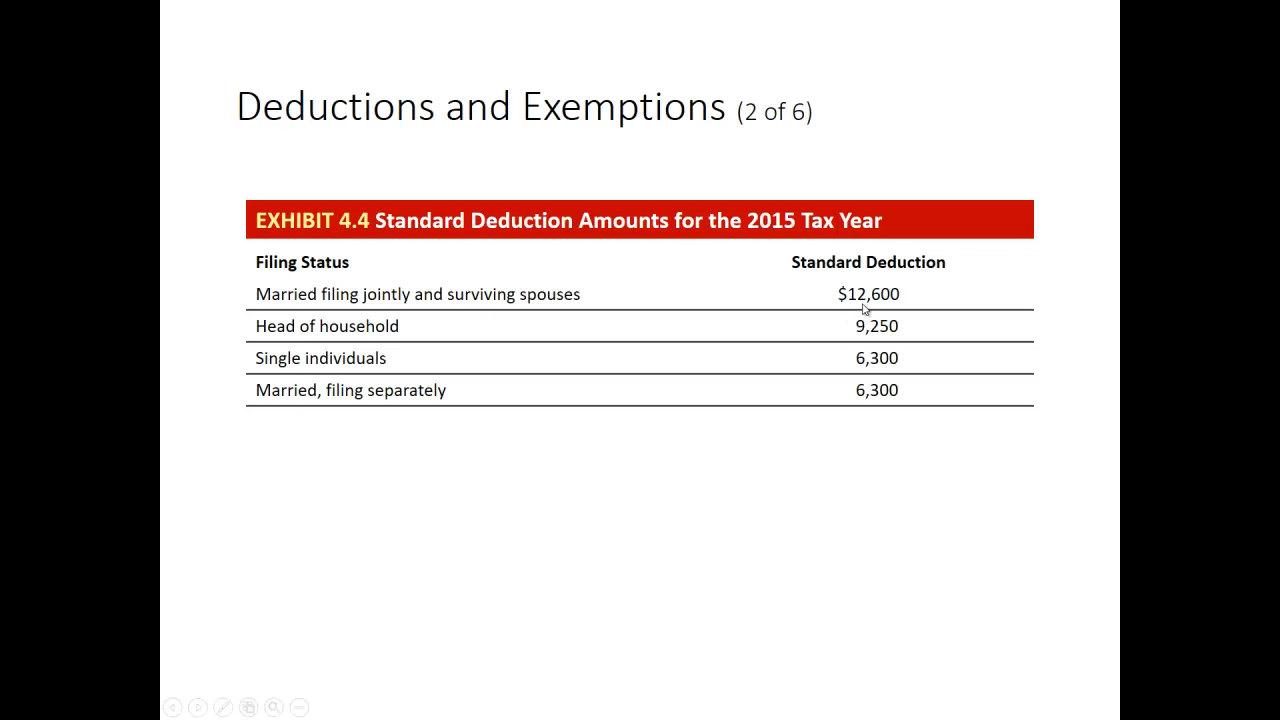 Deductions and Exemptions (2 of 6)
EXHIBIT 4.4 Standard Deduction Amounts for the 2015 Tax Year
Filing Status Standard Deduction
Married filing jointly and surviving spouses $12,600
Head of household 9,250
Single individuals 6,300
Married, filing separately 6,300